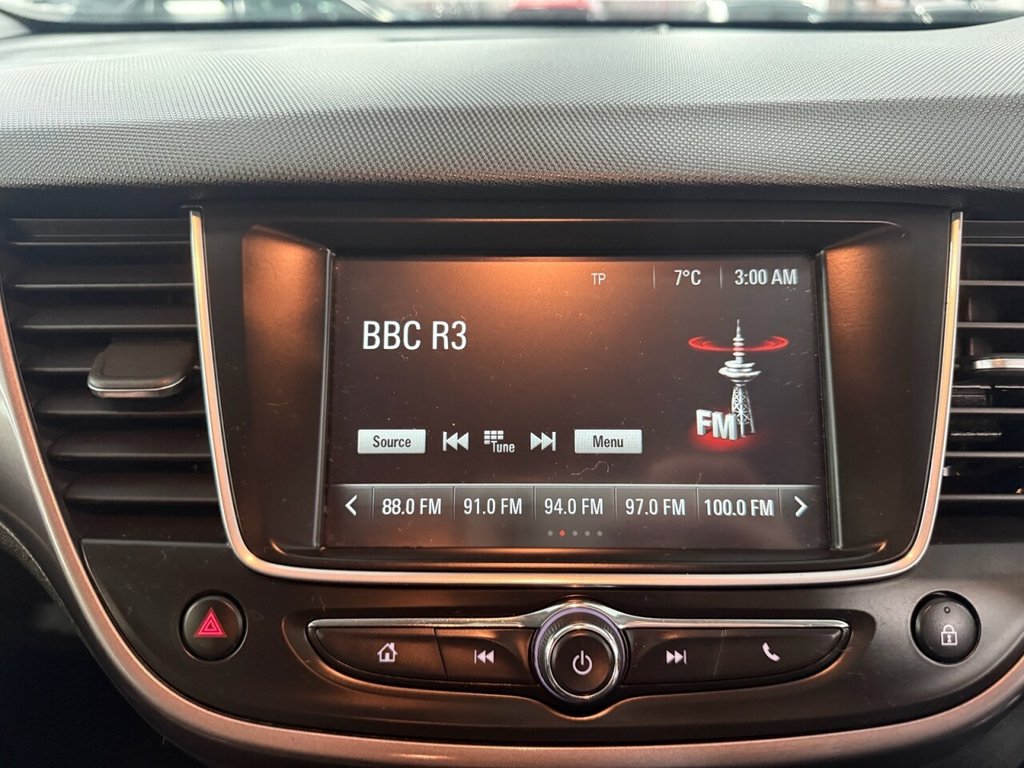 TP 7°C 3:00 AM
BBC R3
FM
Source Tune Menu
88.0 FM 91.0 FM 94.0 FM 97.0 FM 100.0 FM